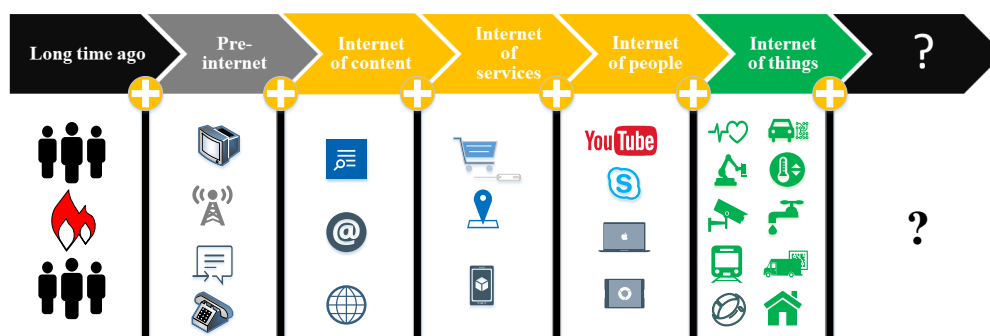 Long time ago
Pre-
internet
Internet
of content
Internet
of
services
Internet
of people
Internet
of things
?
YouTube
S
@
?